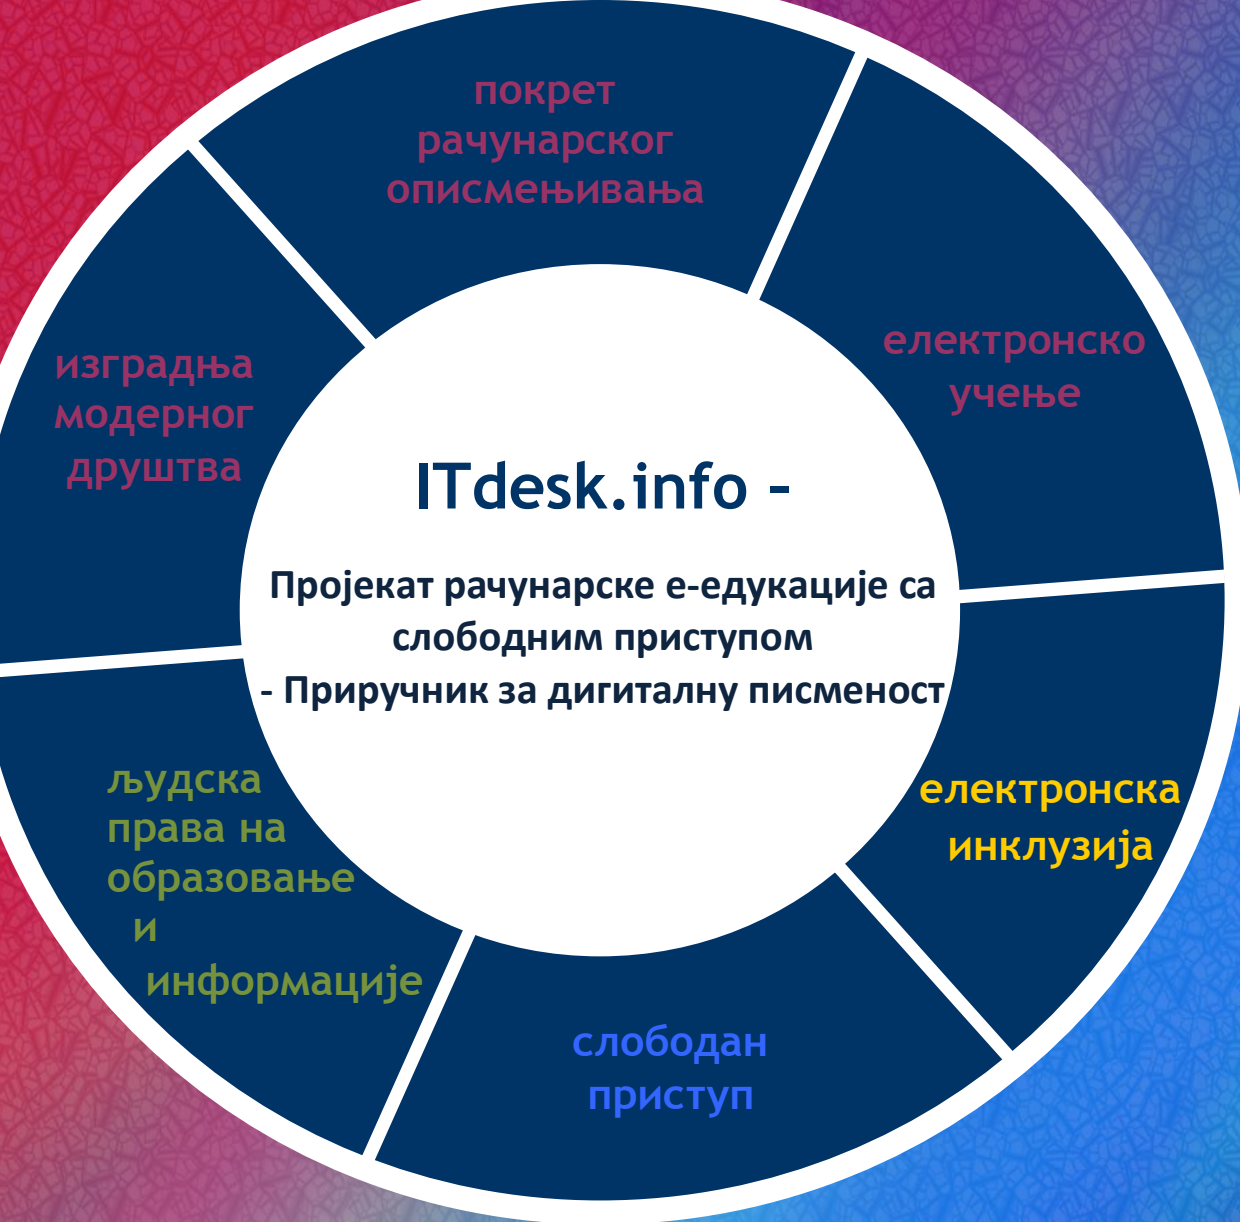 покрет
рачунарског
описмењивања
електронско
учење
изградња
модерног
друштва
ITdesk.info –
Пројекат рачунарске е-едукације са
слободним приступом
- Приручник за дигиталну писменост
електронска
инклузија
људска
права на
образовање
и
информације
слободан
приступ